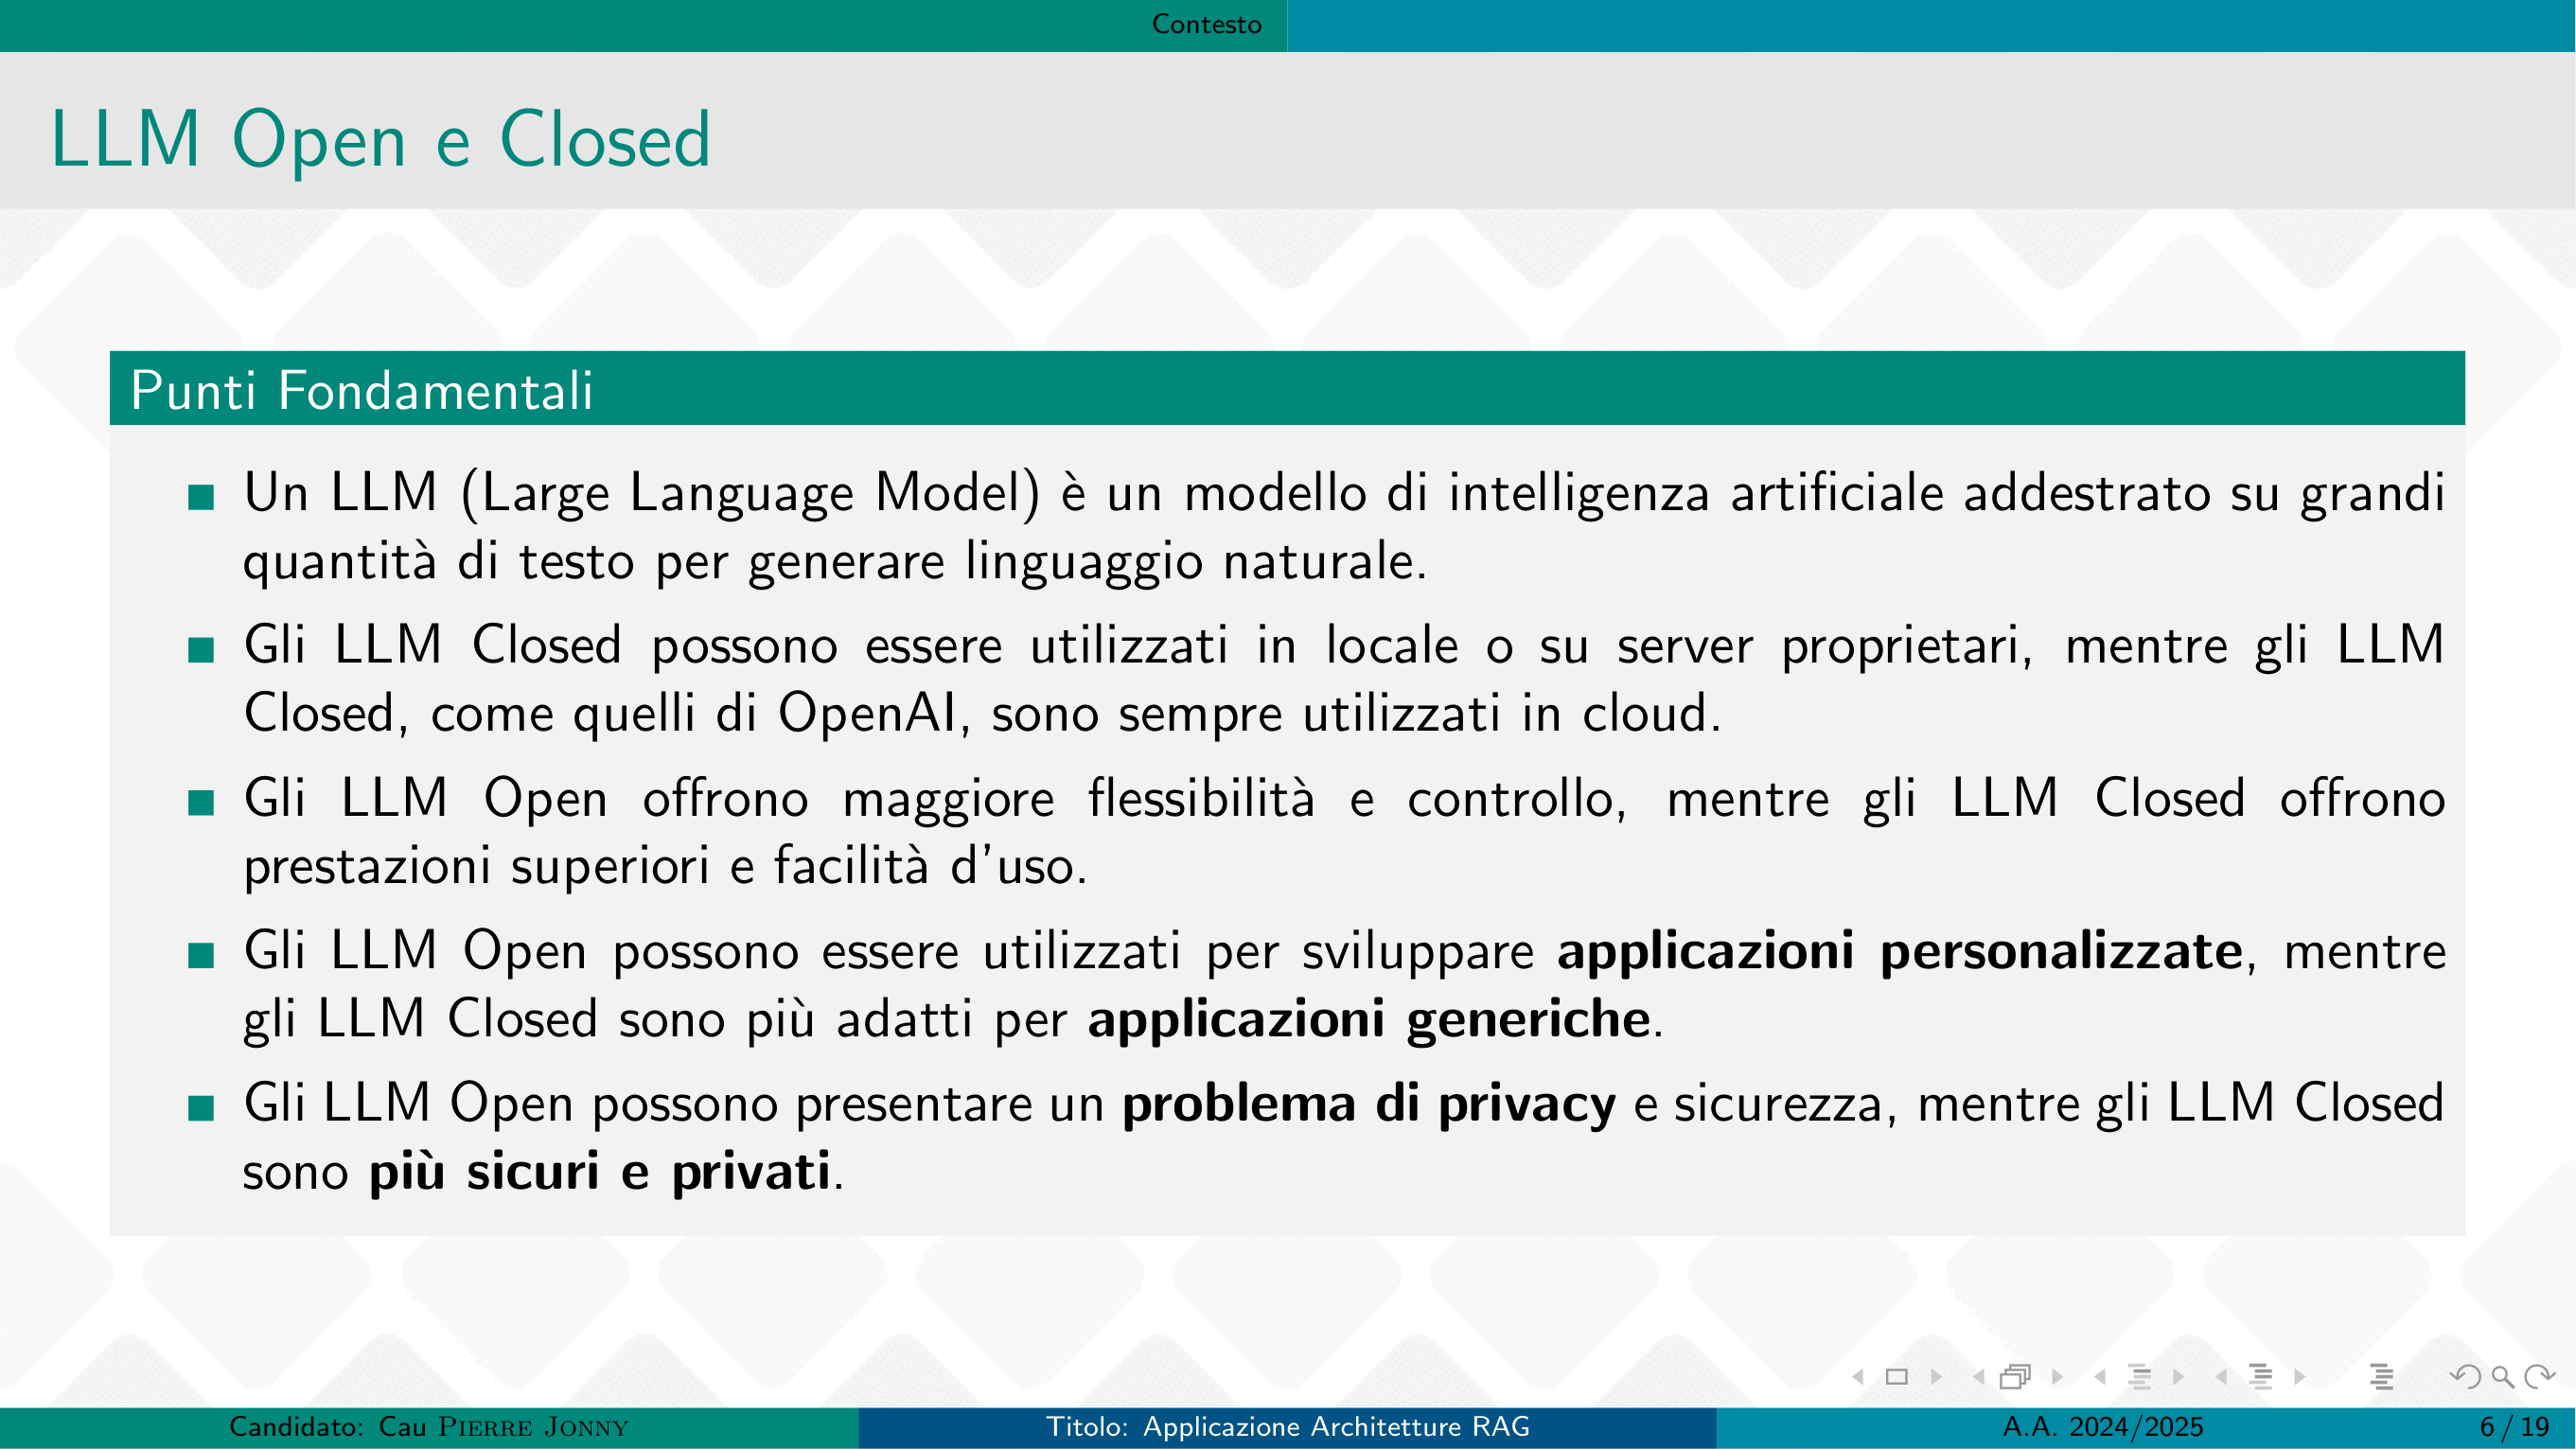 Contesto
LLM Open e Closed
Punti Fondamentali
Un LLM (Large Language Model) è un modello di intelligenza artificiale addestrato su grandi
quantità di testo per generare linguaggio naturale.
Gli LLM Closed possono essere utilizzati in locale o su server proprietari, mentre gli LLM
Closed, come quelli di OpenAI, sono sempre utilizzati in cloud.
Gli LLM Open offrono maggiore flessibilità e controllo, mentre gli LLM Closed offrono
prestazioni superiori e facilità d'uso.
Gli LLM Open possono essere utilizzati per sviluppare applicazioni personalizzate, mentre
gli LLM Closed sono più adatti per applicazioni generiche.
Gli LLM Open possono presentare un problema di privacy e sicurezza, mentre gli LLM Closed
sono più sicuri e privati.
Candidato: Cau Pierre Jonny
Titolo: Applicazione Architetture RAG
A.A. 2024/2025
6 / 19